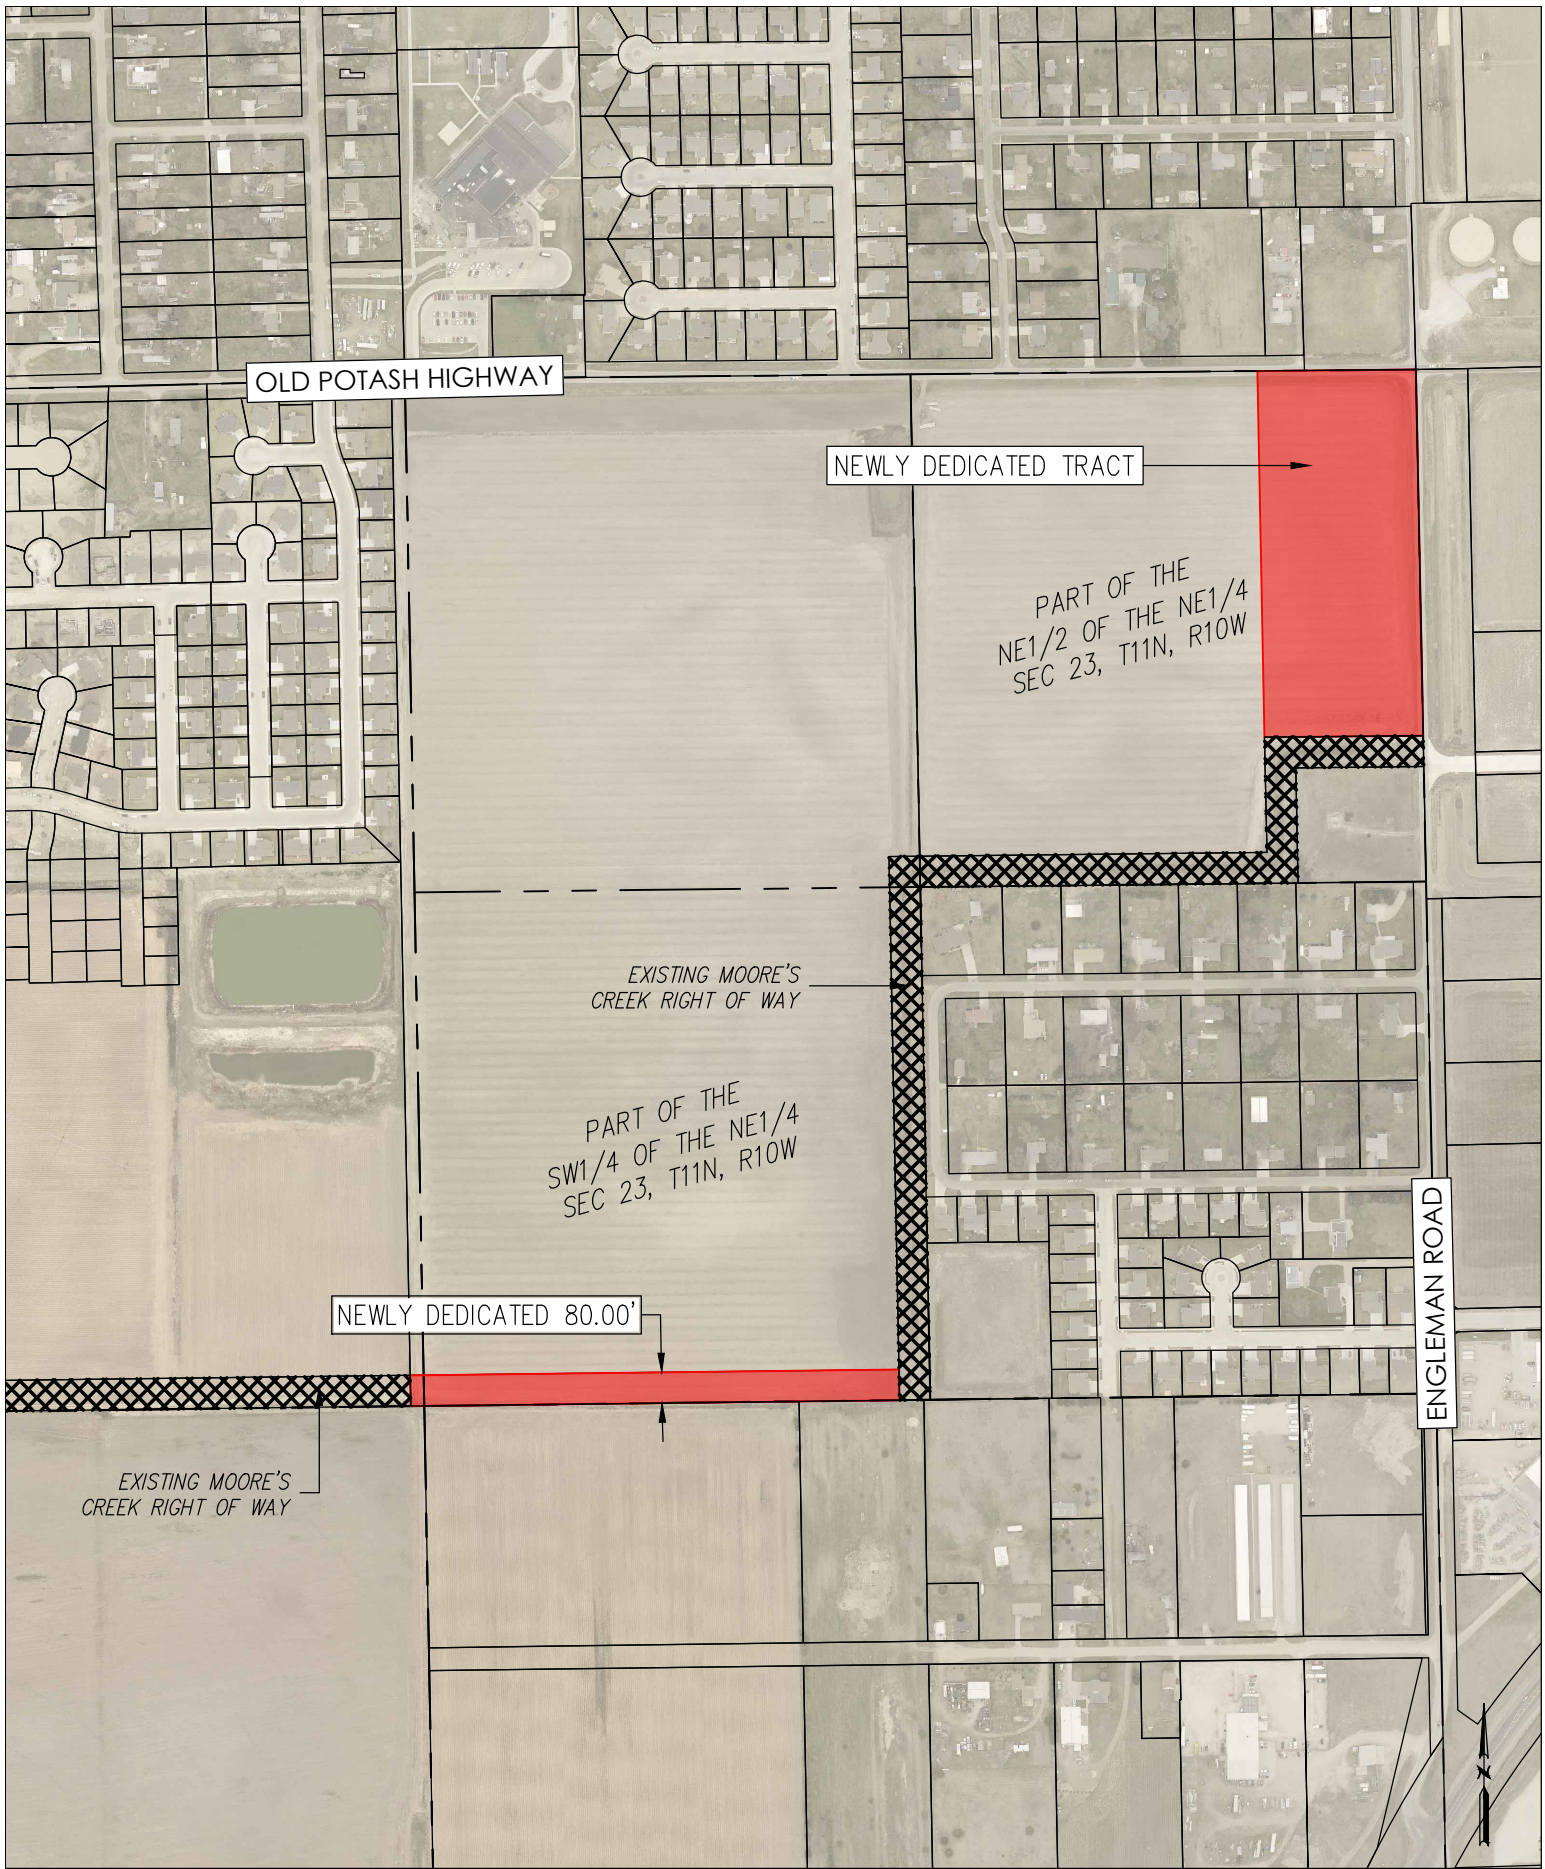 OLD POTASH HIGHWAY
NEWLY DEDICATED TRACT
PART OF THE
NE1/2 OF THE NE1/4
SEC 23, T11N, R10W
EXISTING MOORE'S
CREEK RIGHT OF WAY
PART OF THE
SW1/4 OF THE NE1/4
SEC 23, T11N, R10W
ENGLEMAN ROAD
NEWLY DEDICATED 80.00'
EXISTING MOORE'S
CREEK RIGHT OF WAY
N